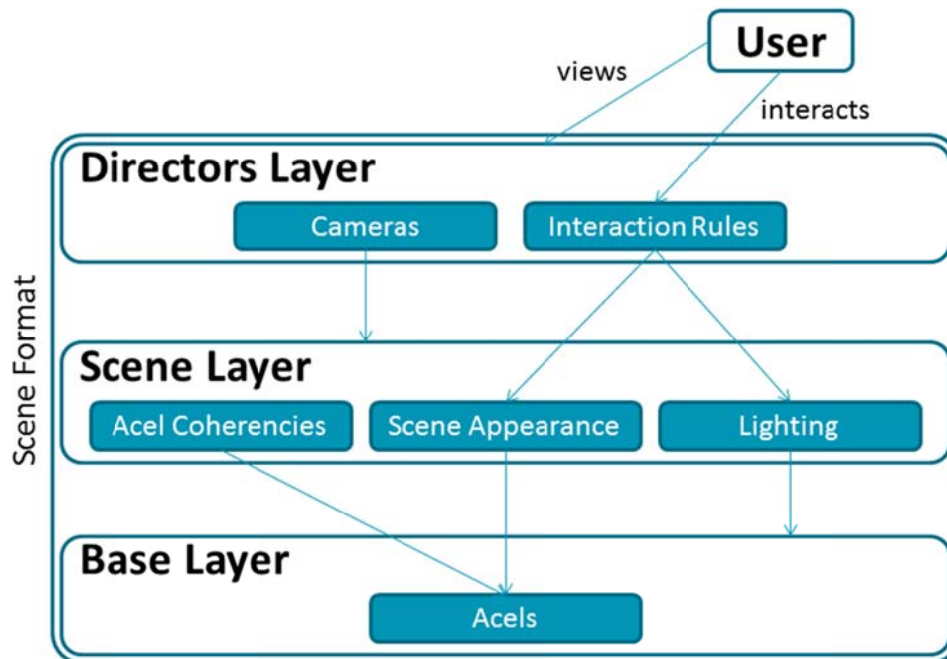 User
views
interacts
Directors Layer
Cameras
Interaction Rules
Scene Format
Scene Layer
Acel Coherencies
Scene Appearance
Lighting
Base Layer
Acels